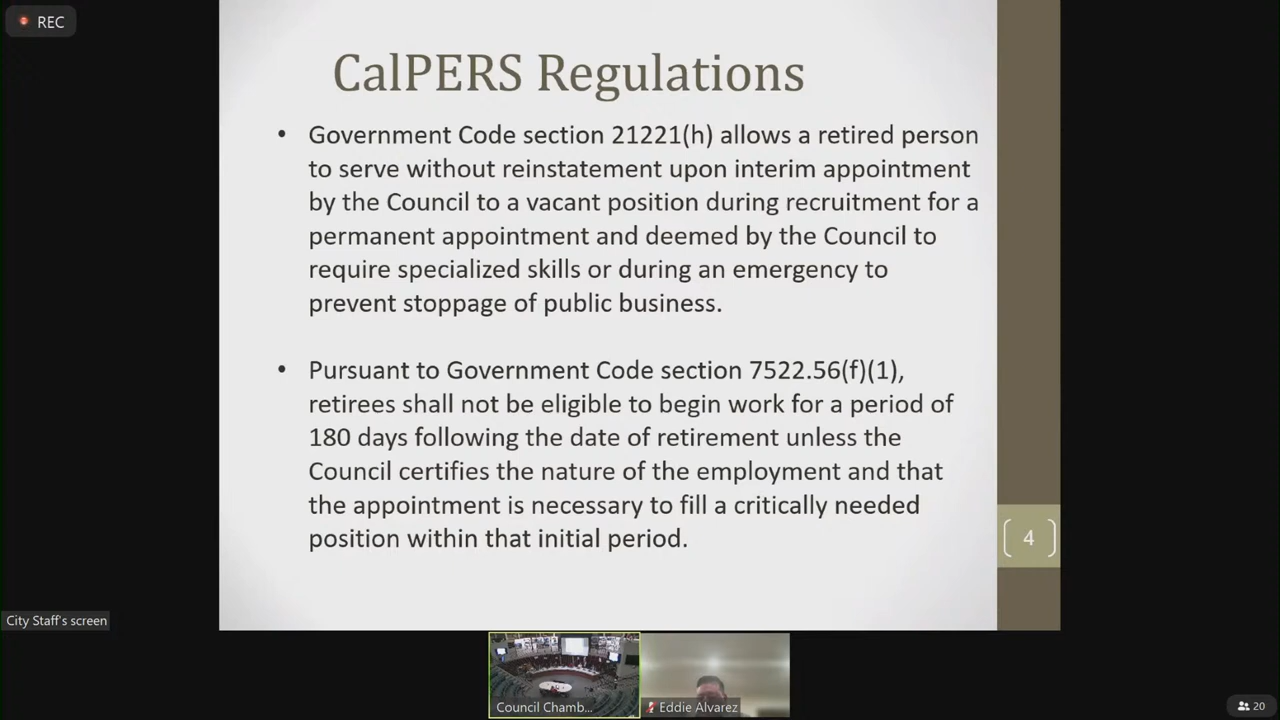 REC
CalPERS Regulations
• Government Code section 21221(h) allows a retired person
to serve without reinstatement upon interim appointment
by the Council to a vacant position during recruitment for a
permanent appointment and deemed by the Council to
require specialized skills or during an emergency to
prevent stoppage of public business.
• Pursuant to Government Code section 7522.56(f)(1),
retirees shall not be eligible to begin work for a period of
180 days following the date of retirement unless the
Council certifies the nature of the employment and that
the appointment is necessary to fill a critically needed
position within that initial period.
4
City Staff's screen
Council Chamb...
Eddie Alvarez
20